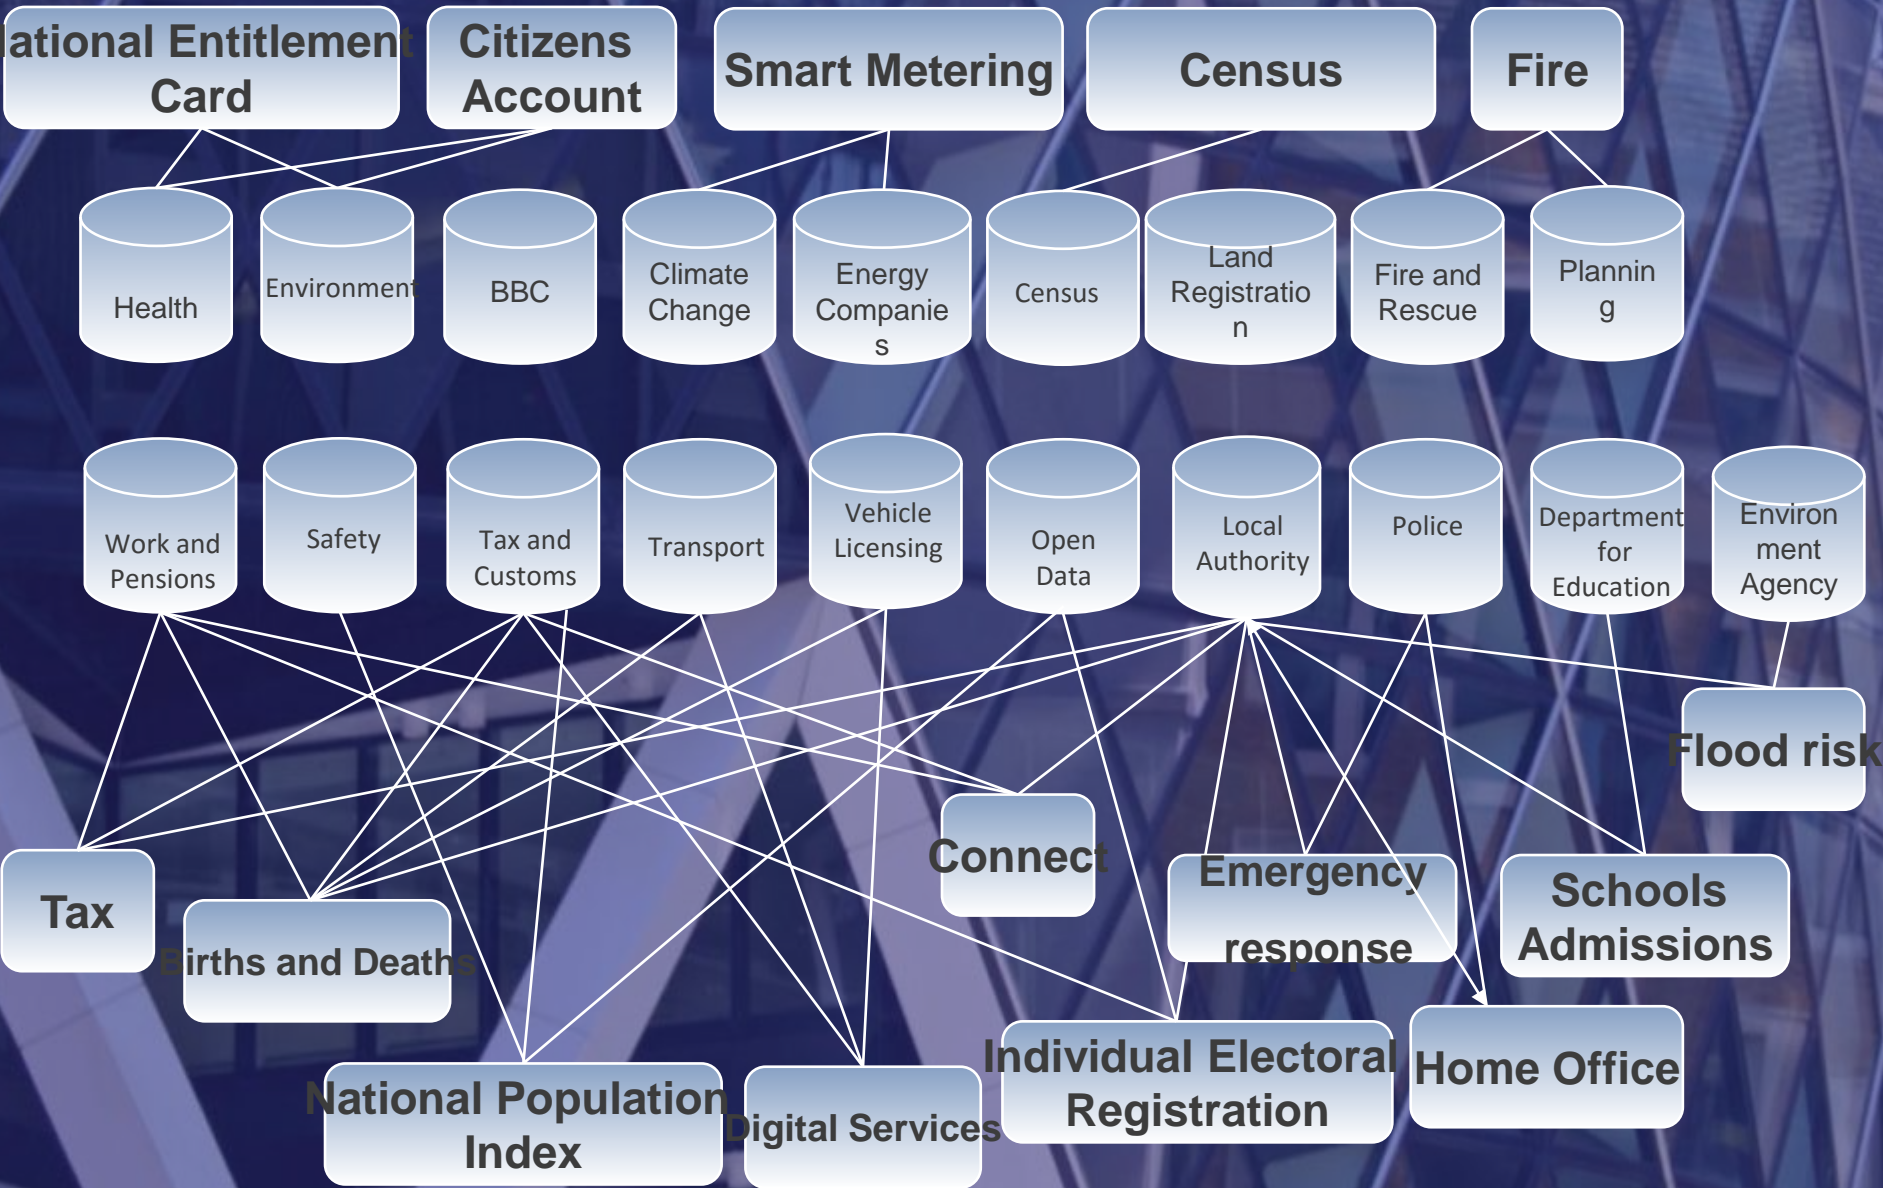 National Entitlement
Card
Citizens
Account
Smart Metering
Census
Fire
Health
Environment
BBC
Climate
Change
Energy
Companie
s
Census
Land
Registratio
n
Fire and
Rescue
Plannin
g
Work and
Pensions
Safety
Tax and
Customs
Transport
Vehicle
Licensing
Open
Data
Local
Authority
Police
Department
for
Education
Environ
ment
Agency
Flood risk
Connect
Tax
Births and Deaths
Emergency
response
Schools
Admissions
National Population
Index
Digital Services
Individual Electoral
Registration
Home Office